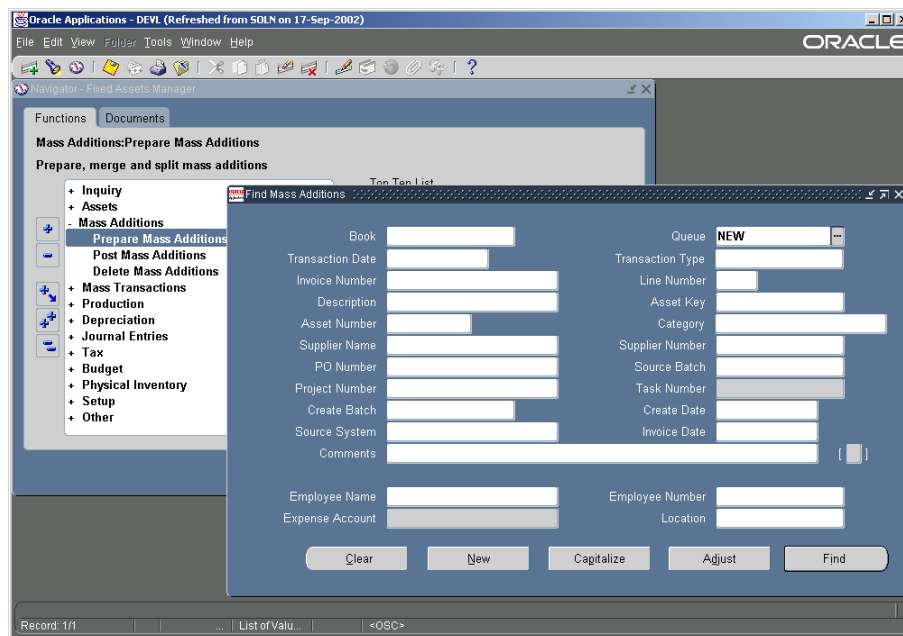 Oracle Applications - DEVL (Refreshed from SOLN on 17-Sep-2002)
File Edit View Folder Tools Window Help
ORACLE
Navigator - Fixed Assets Manager
Functions Documents
Mass Additions:Prepare Mass Additions
Prepare, merge and split mass additions
Top Ten List
+ Inquiry
+ Assets
- Mass Additions
Prepare Mass Additions
Post Mass Additions
Delete Mass Additions
+ Mass Transactions
+ Production
+ Depreciation
+ Journal Entries
+ Tax
+ Budget
+ Physical Inventory
+ Setup
+ Other
Find Mass Additions
Book Queue NEW ...
Transaction Date Transaction Type
Invoice Number Line Number
Description Asset Key
Asset Number Category
Supplier Name Supplier Number
PO Number Source Batch
Project Number Task Number
Create Batch Create Date
Source System Invoice Date
Comments [ ]
Employee Name Employee Number
Expense Account Location
Clear New Capitalize Adjust Find
Record: 1/1 ... List of Valu... <OSC>